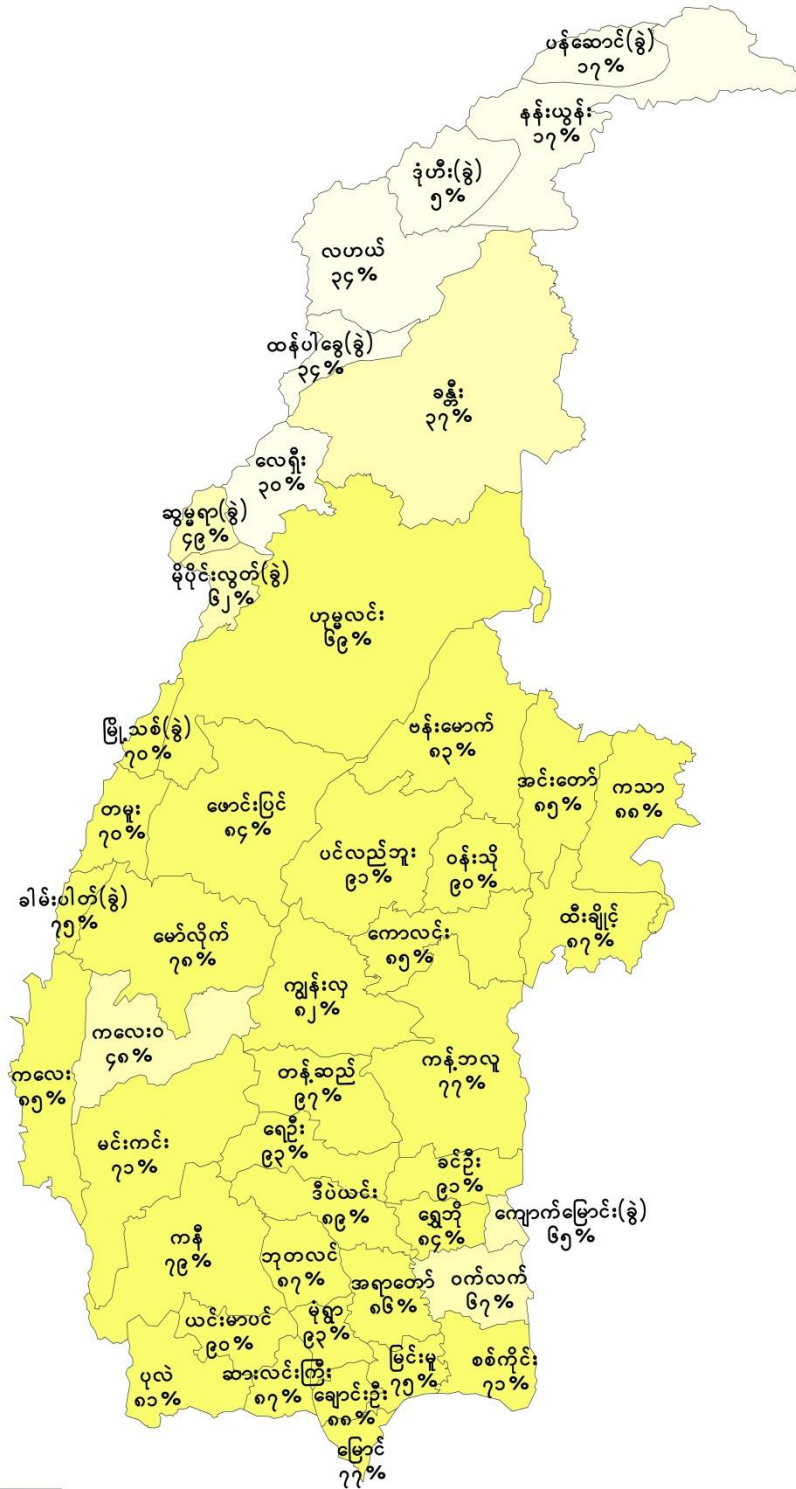 ပန်ဆောင်(ခွဲ)
၁၇%
နန်းယွန်း
၁၇%
ဒုံဟီး(ခွဲ)
၅%
လဟယ်
၃၄%
ထန်ပါခွေ(ခွဲ)
၃၄%
ခန္တီး
၃၇%
လေရှီး
၃၀%
ဆွမ္မရာ(ခွဲ)
၄၉%
မိုပိုင်းလွတ်(ခွဲ)
၆၂%
ဟုမ္မလင်း
၆၉%
မြို့သစ်(ခွဲ)
၇၀%
ဗန်းမောက်
၈၃%
အင်းတော်
၈၅%
ကသာ
၈၈%
တမူး
၇၀%
ဖောင်းပြင်
၈၄%
ပင်လည်ဘူး
၉၁%
ဝန်းသို
၉၀%
ခါမ်းပါတ်(ခွဲ)
၇၅%
မော်လိုက်
၇၈%
ကောလင်း
၈၅%
ထီးချိုင့်
၈၇%
ကျွန်းလှ
၈၂%
ကလေးဝ
၄၈%
ကလေး
၈၅%
တန့်ဆည်
၉၇%
ကန့်ဘလူ
၇၇%
မင်းကင်း
၇၁%
ရေဦး
၉၃%
ခင်ဦး
၉၁%
ဒီပဲယင်း
၈၉%
ရွှေဘို
၈၄%
ကျောက်မြောင်း(ခွဲ)
၆၅%
ကနီ
၇၉%
ဘုတလင်
၈၇%
အရာတော်
၈၆%
ဝက်လက်
၆၇%
ယင်းမာပင်
၉၀%
မုံရွာ
၉၃%
ပုလဲ
၈၁%
ဆားလင်းကြီး
၈၇%
ချောင်းဦး
၈၈%
မြင်းမူ
၇၅%
စစ်ကိုင်း
၇၁%
မြောင်
၇၇%